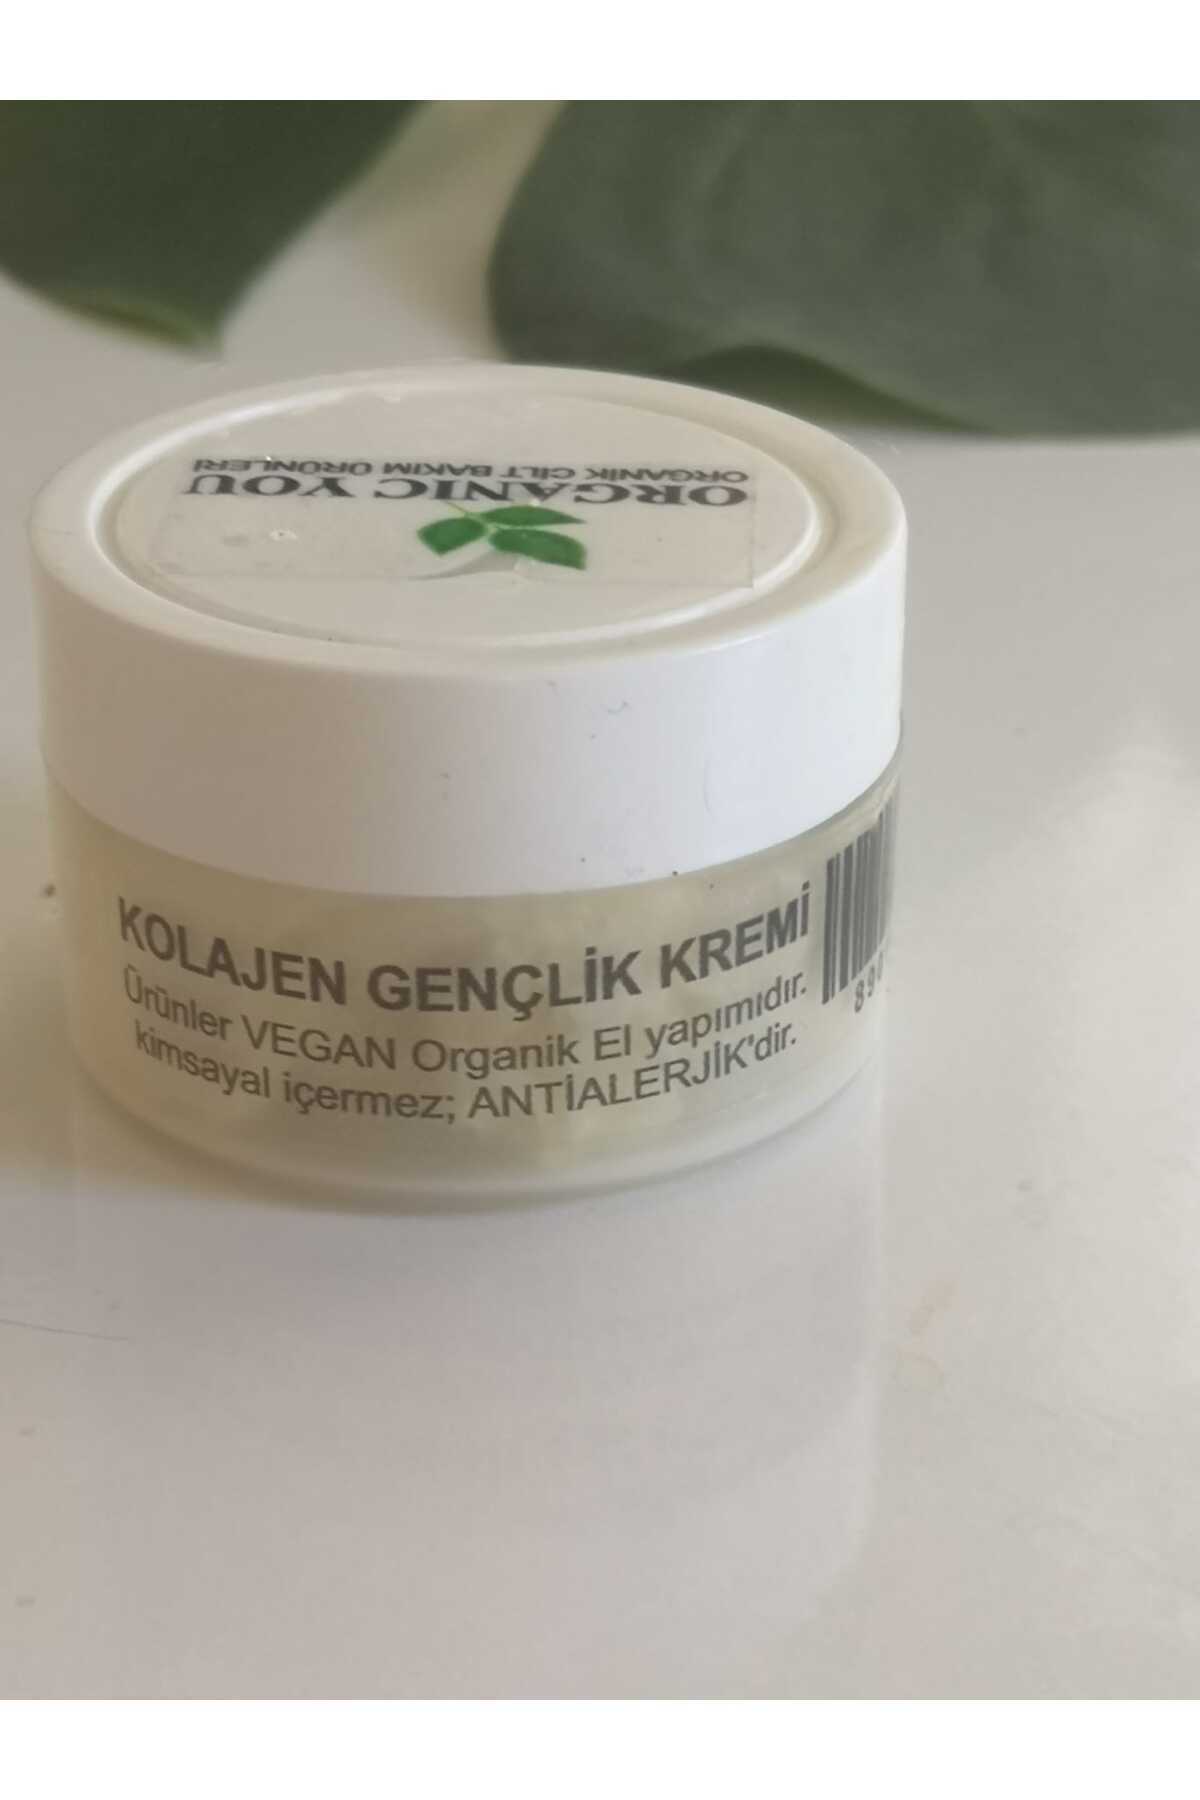 ORGANIC YOU
ORGANİK CİLT BAKIM ÜRÜNLERİ
KOLAJEN GENÇLİK KREMİ
Ürünler VEGAN Organik El yapımıdır.
kimsayal içermez; ANTİALERJİK'dir.
890